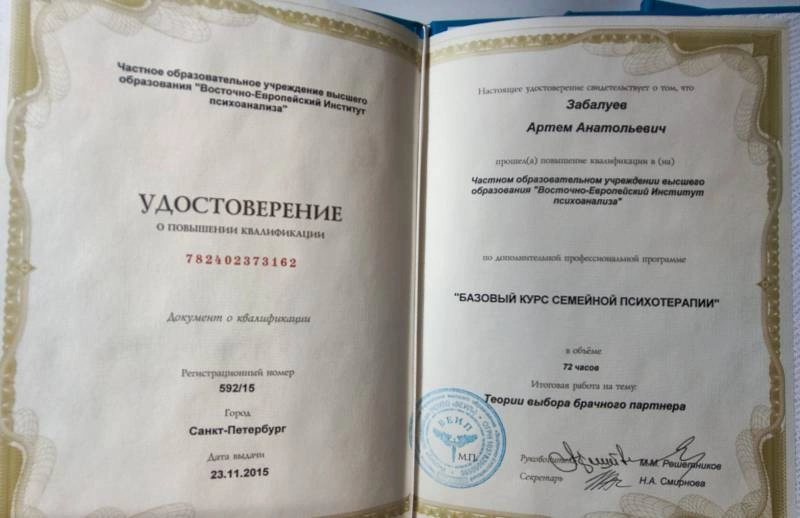 Частное образовательное учреждение высшего
образования "Восточно-Европейский Институт
психоанализа"
УДОСТОВЕРЕНИЕ
О ПОВЫШЕНИИ КВАЛИФИКАЦИИ
782402373162
Документ о квалификации
Регистрационный номер
592/15
Город
Санкт-Петербург
Дата выдачи
23.11.2015
Настоящее удостоверение свидетельствует о том, что
Забалуев
Артем Анатольевич
прошел(а) повышение квалификации в (на)
Частном образовательном учреждении высшего
образования "Восточно-Европейский Институт
психоанализа"
по дополнительной профессиональной программе
"БАЗОВЫЙ КУРС СЕМЕЙНОЙ ПСИХОТЕРАПИИ"
в объёме
72 часов
Итоговая работа на тему:
Теории выбора брачного партнера
ВЕИП
М.П.
Руководитель М.М. Решетников
Секретарь Н.А. Смирнова